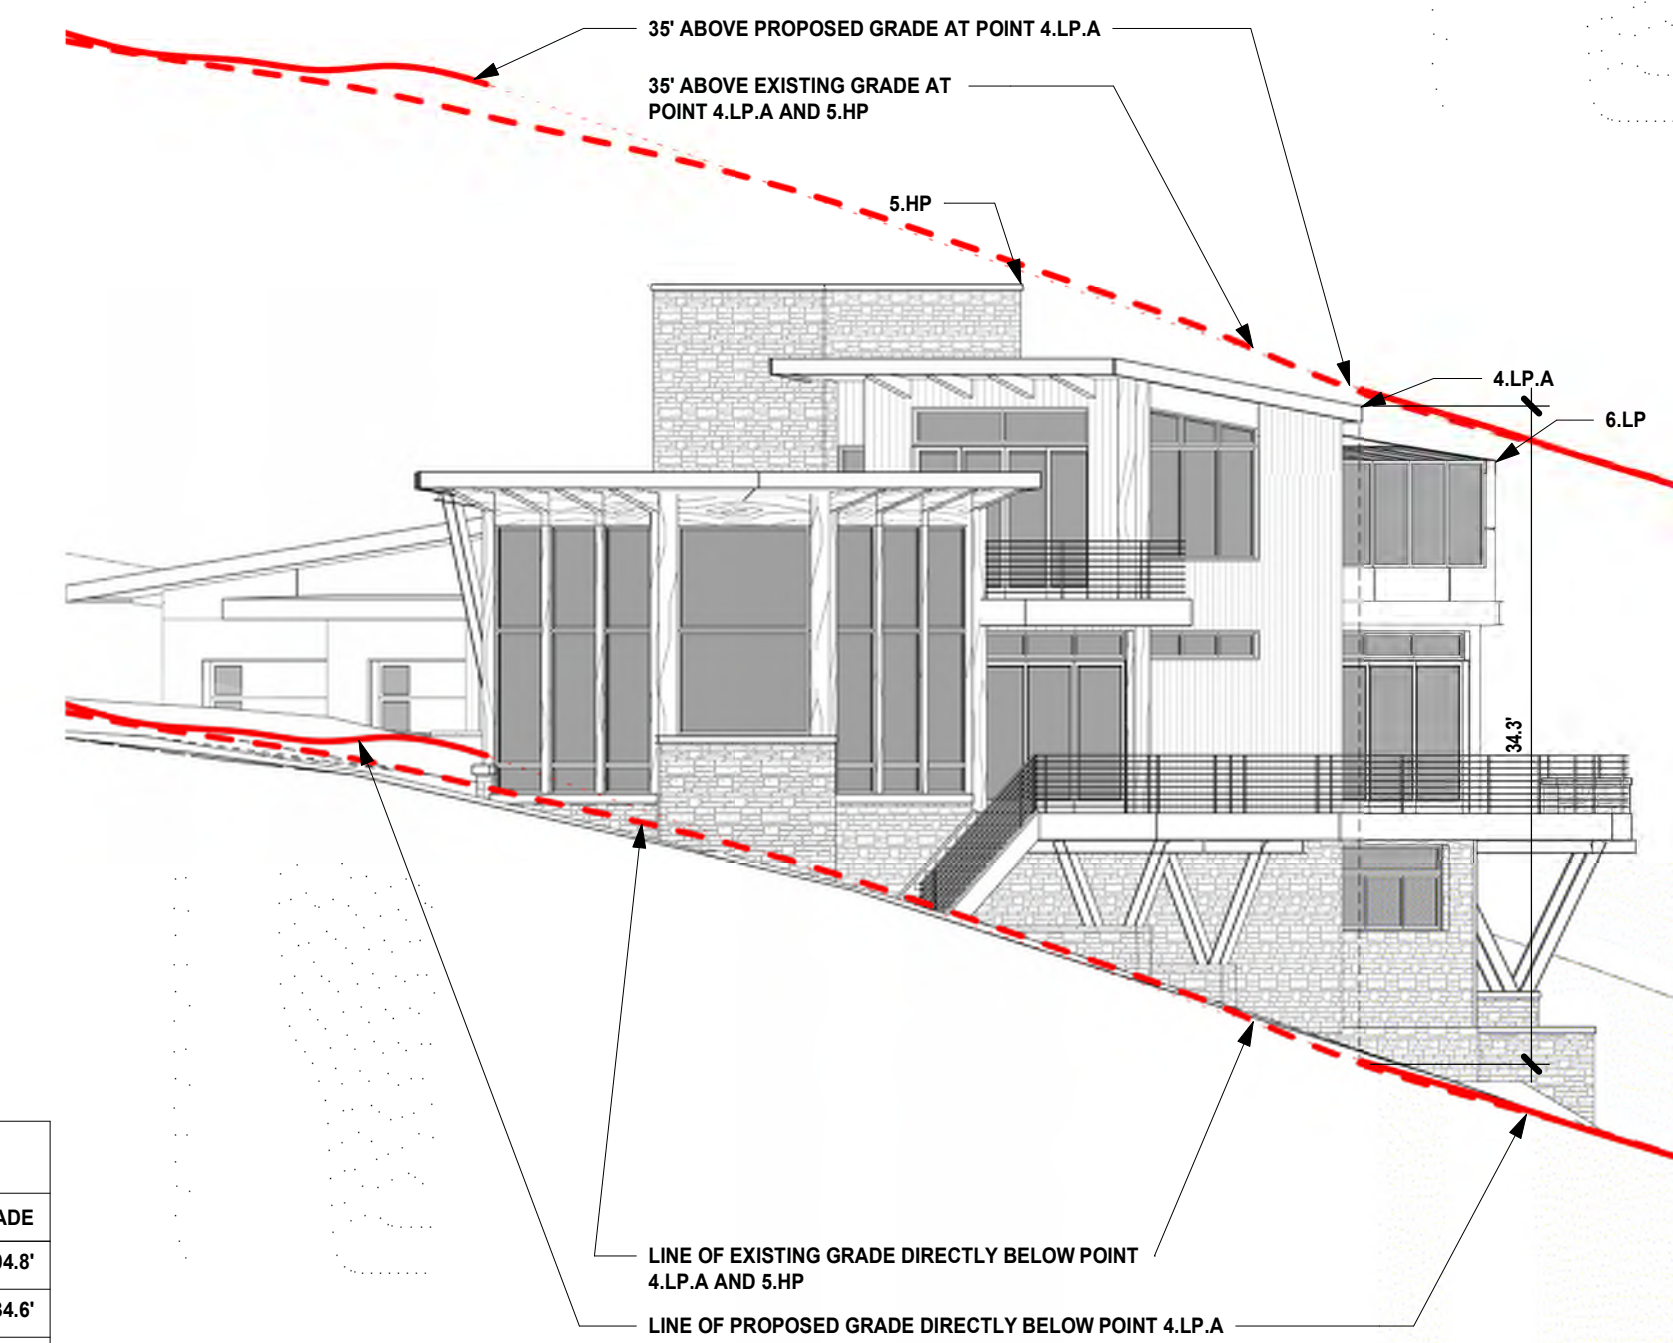 35' ABOVE PROPOSED GRADE AT POINT 4.LP.A
35' ABOVE EXISTING GRADE AT
POINT 4.LP.A AND 5.HP
5.HP
4.LP.A
6.LP
34.3'
LINE OF EXISTING GRADE DIRECTLY BELOW POINT
4.LP.A AND 5.HP
LINE OF PROPOSED GRADE DIRECTLY BELOW POINT 4.LP.A
ADE
94.8'
34.6'